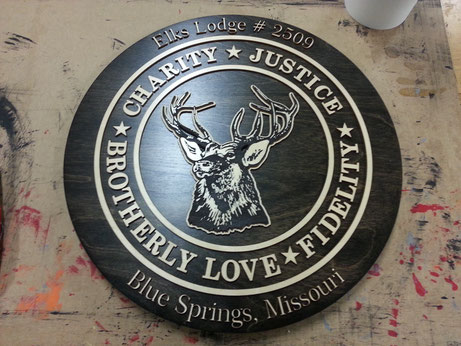 Elks Lodge # 2509
CHARITY ★ JUSTICE
★ BROTHERLY LOVE ★ FIDELITY ★
Blue Springs, Missouri